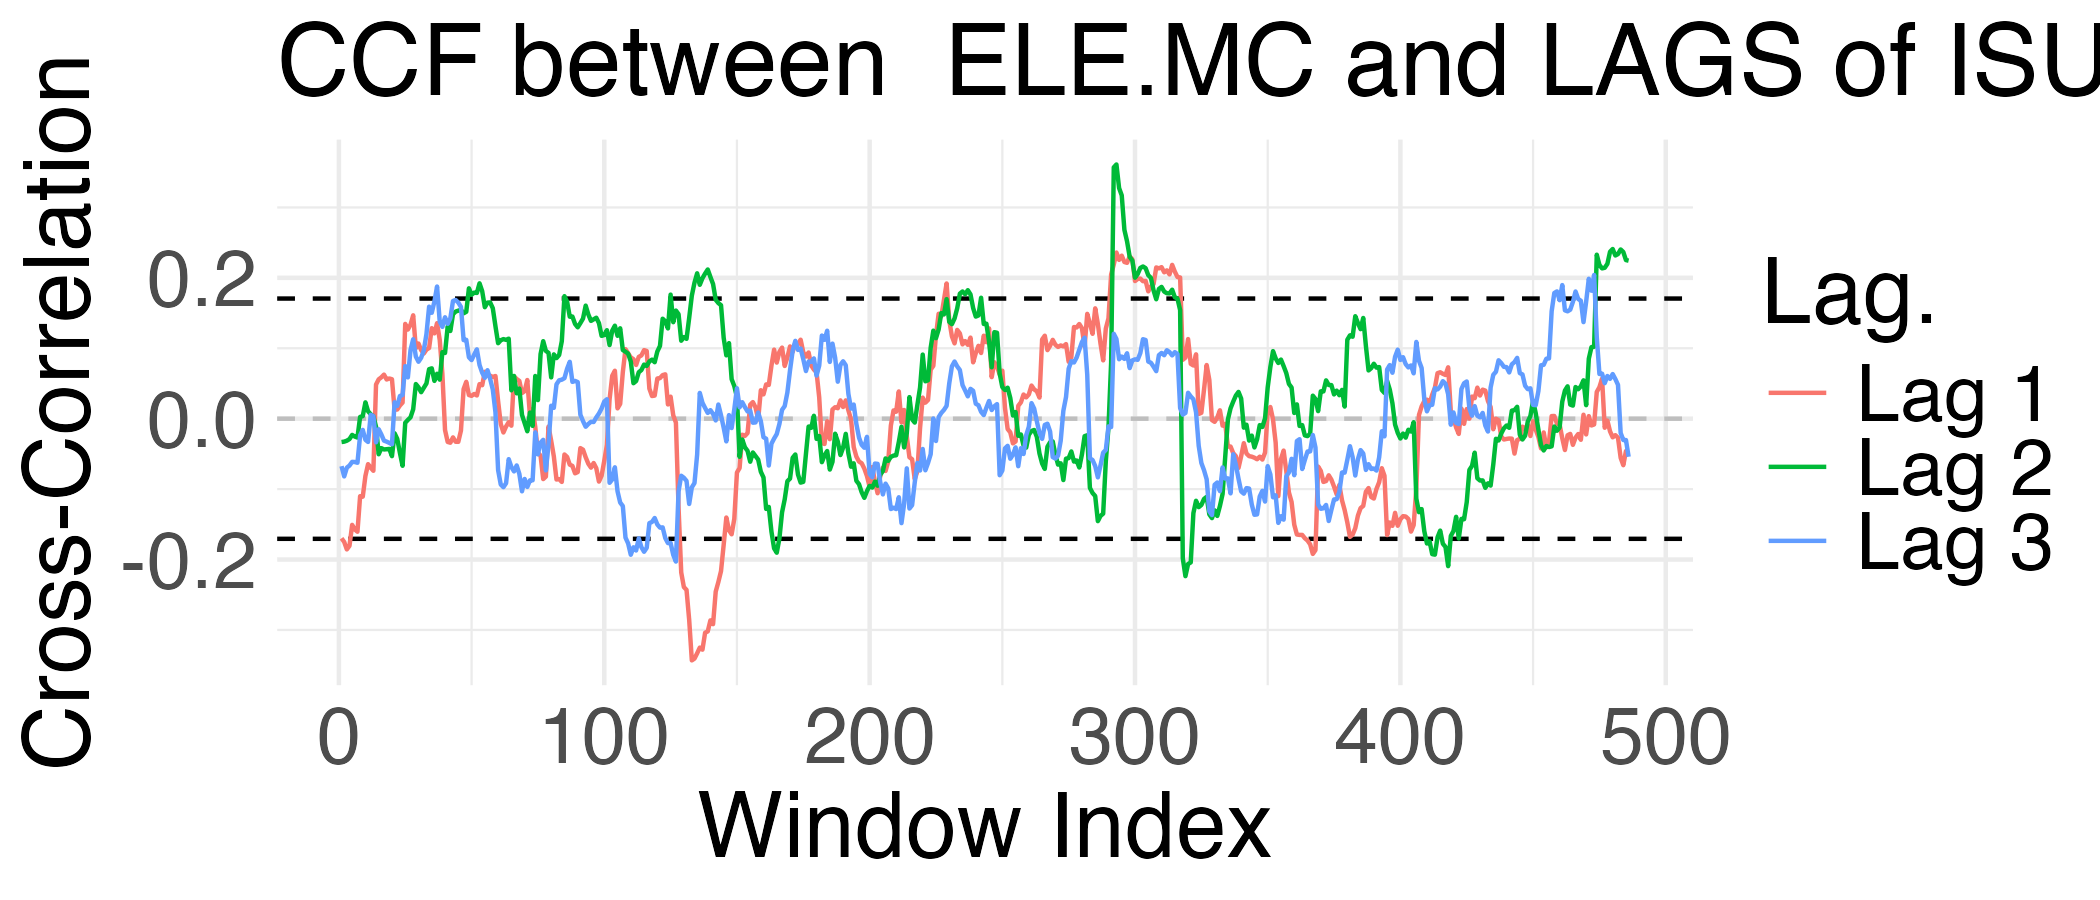 CCF between ELE.MC and LAGS of ISU
Cross-Correlation
0.2
0.0
-0.2
0 100 200 300 400 500
Window Index
Lag.
Lag 1
Lag 2
Lag 3